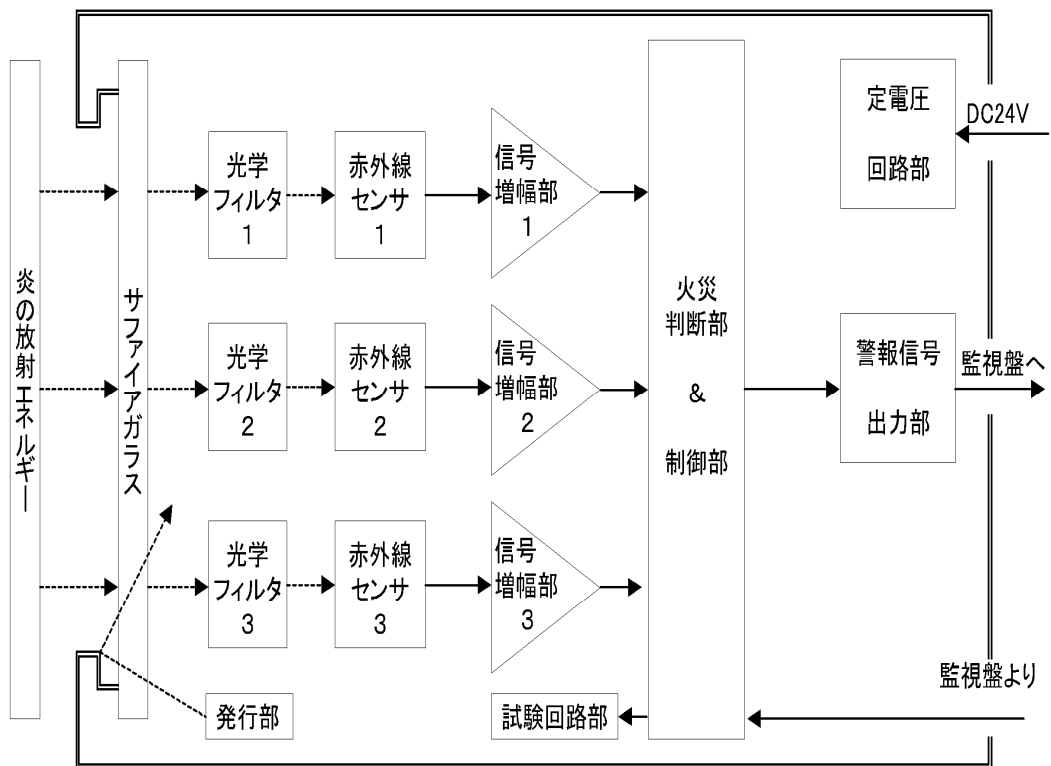 炎の放射エネルギー
サファイアガラス
光学
フィルタ
1
赤外線
センサ
1
信号
増幅部
1
光学
フィルタ
2
赤外線
センサ
2
信号
増幅部
2
光学
フィルタ
3
赤外線
センサ
3
信号
増幅部
3
発行部
試験回路部
火災
判断部
&
制御部
定電圧
回路部
DC24V
警報信号
出力部
監視盤へ
監視盤より